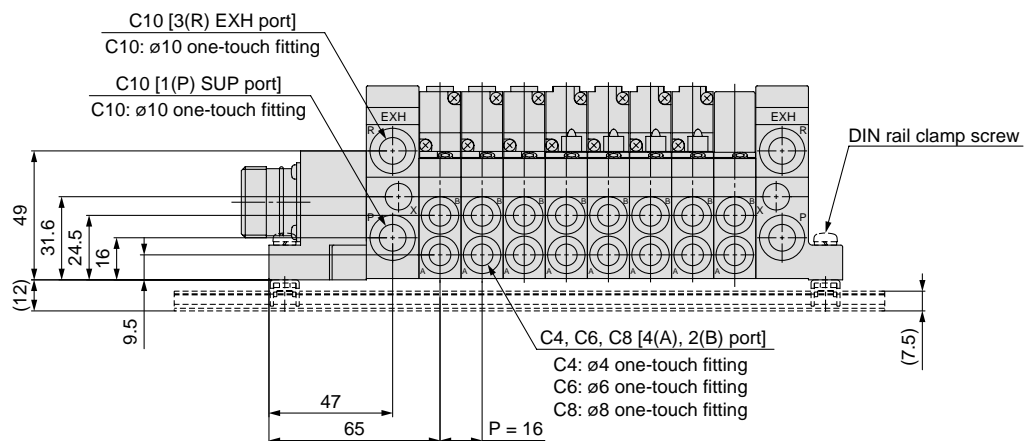 C10 [3(R) EXH port]
C10: ø10 one-touch fitting
C10 [1(P) SUP port]
C10: ø10 one-touch fitting
EXH
EXH
R
R
DIN rail clamp screw
49
31.6
24.5
16
(12)
9.5
X
X
P
P
B B B B B B B B
A A A A A A A A
C4, C6, C8 [4(A), 2(B) port]
C4: ø4 one-touch fitting
C6: ø6 one-touch fitting
C8: ø8 one-touch fitting
(7.5)
47
65
P = 16